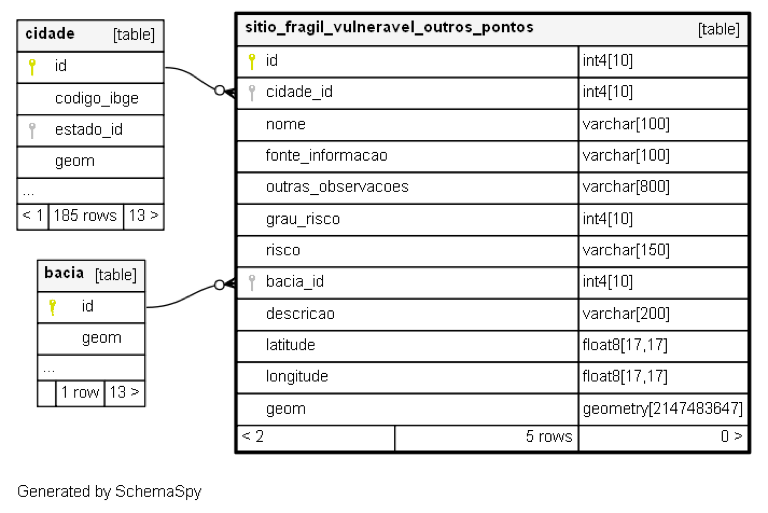 cidade [table]
id
codigo_ibge
estado_id
geom
...
< 1 185 rows 13 >
bacia [table]
id
geom
...
1 row 13 >
sitio_fragil_vulneravel_outros_pontos [table]
id int4[10]
cidade_id int4[10]
nome varchar[100]
fonte_informacao varchar[100]
outras_observacoes varchar[800]
grau_risco int4[10]
risco varchar[150]
bacia_id int4[10]
descricao varchar[200]
latitude float8[17,17]
longitude float8[17,17]
geom geometry[2147483647]
< 2 5 rows 0 >
Generated by SchemaSpy